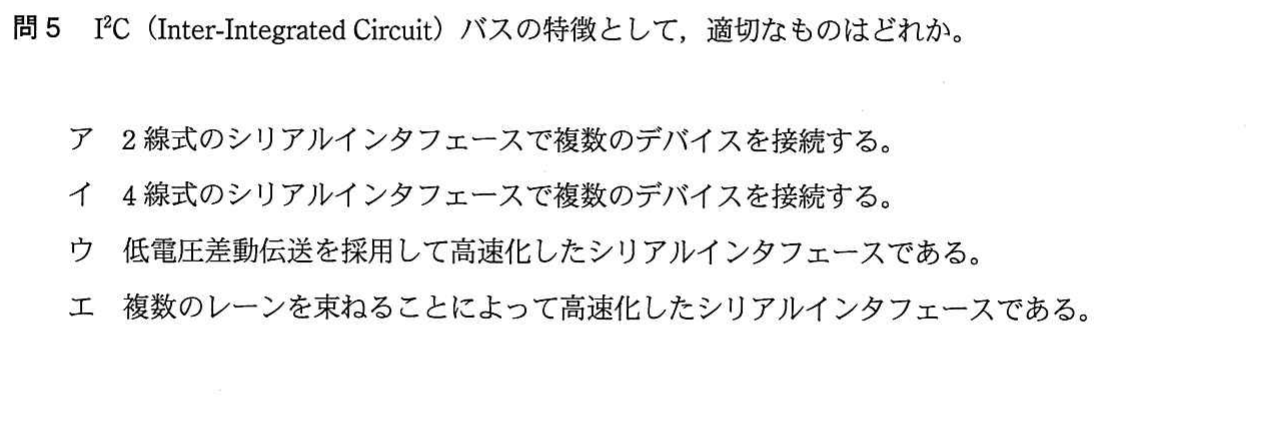 問5 I²C（Inter-Integrated Circuit）バスの特徴として，適切なものはどれか。
ア 2線式のシリアルインタフェースで複数のデバイスを接続する。
イ 4線式のシリアルインタフェースで複数のデバイスを接続する。
ウ 低電圧差動伝送を採用して高速化したシリアルインタフェースである。
エ 複数のレーンを束ねることによって高速化したシリアルインタフェースである。